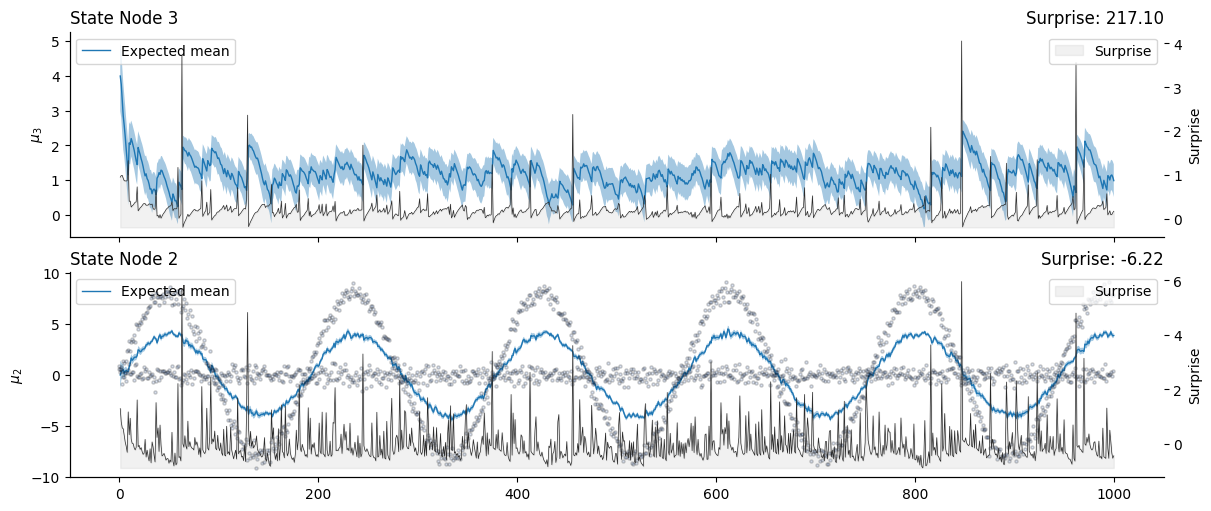 State Node 3
Surprise: 217.10
Expected mean
Surprise
5
4
3
2
1
0
μ3
4
3
2
1
0
Surprise
State Node 2
Surprise: -6.22
Expected mean
Surprise
10
5
0
−5
−10
μ2
6
4
2
0
Surprise
0
200
400
600
800
1000